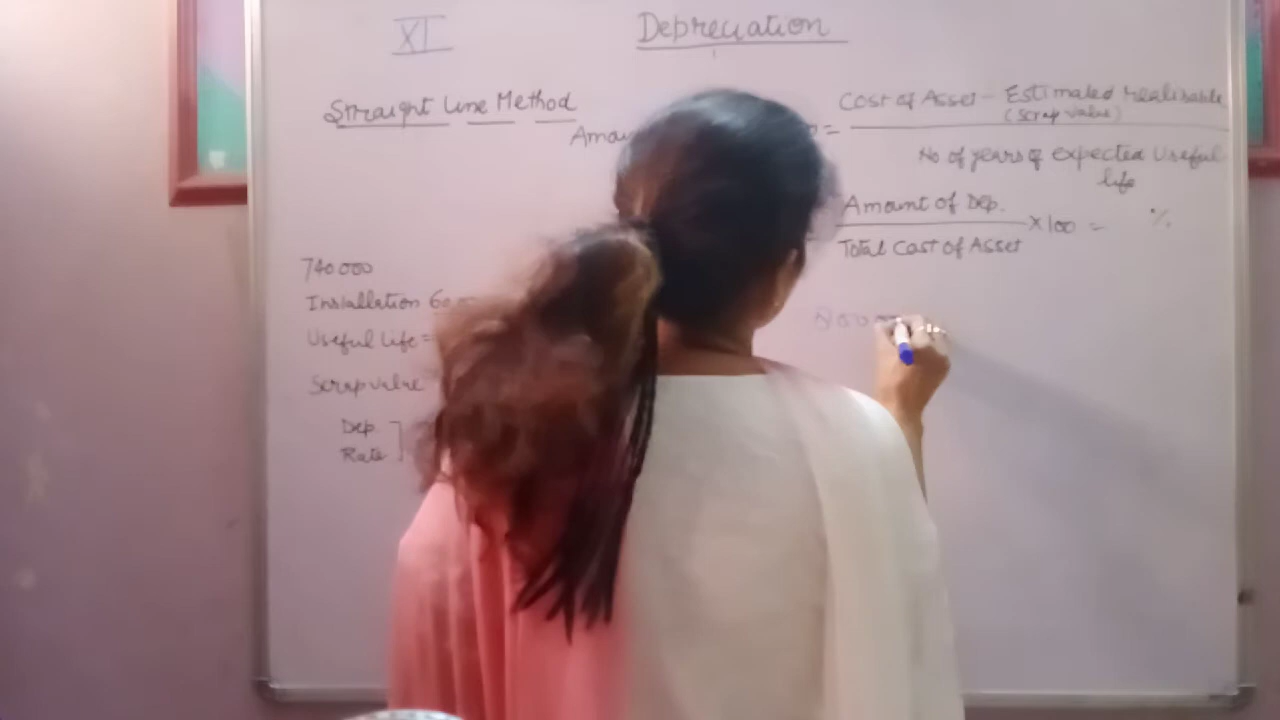 XI
Depreciation
Straight Line Method
= Cost of Asset - Estimated realisable
(scrap value)
No of years of expected Useful
life
Amount of Dep.
Total Cost of Asset
×100 = %
740000
Installation
Useful Life =
Scrap value
Dep.
Rate